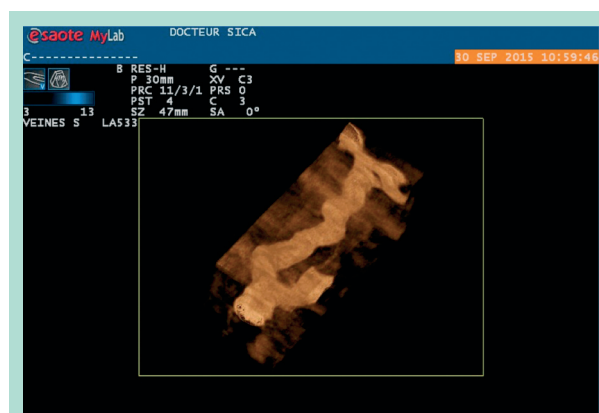 esaote MyLab
DOCTEUR SICA
C---------------
30 SEP 2015 10:59:46
B RES-H G ---
P 30mm XV C3
PRC 11/3/1 PRS 0
PST 4 C 3
SZ 47mm SA 0°
3 13
VEINES S LA533